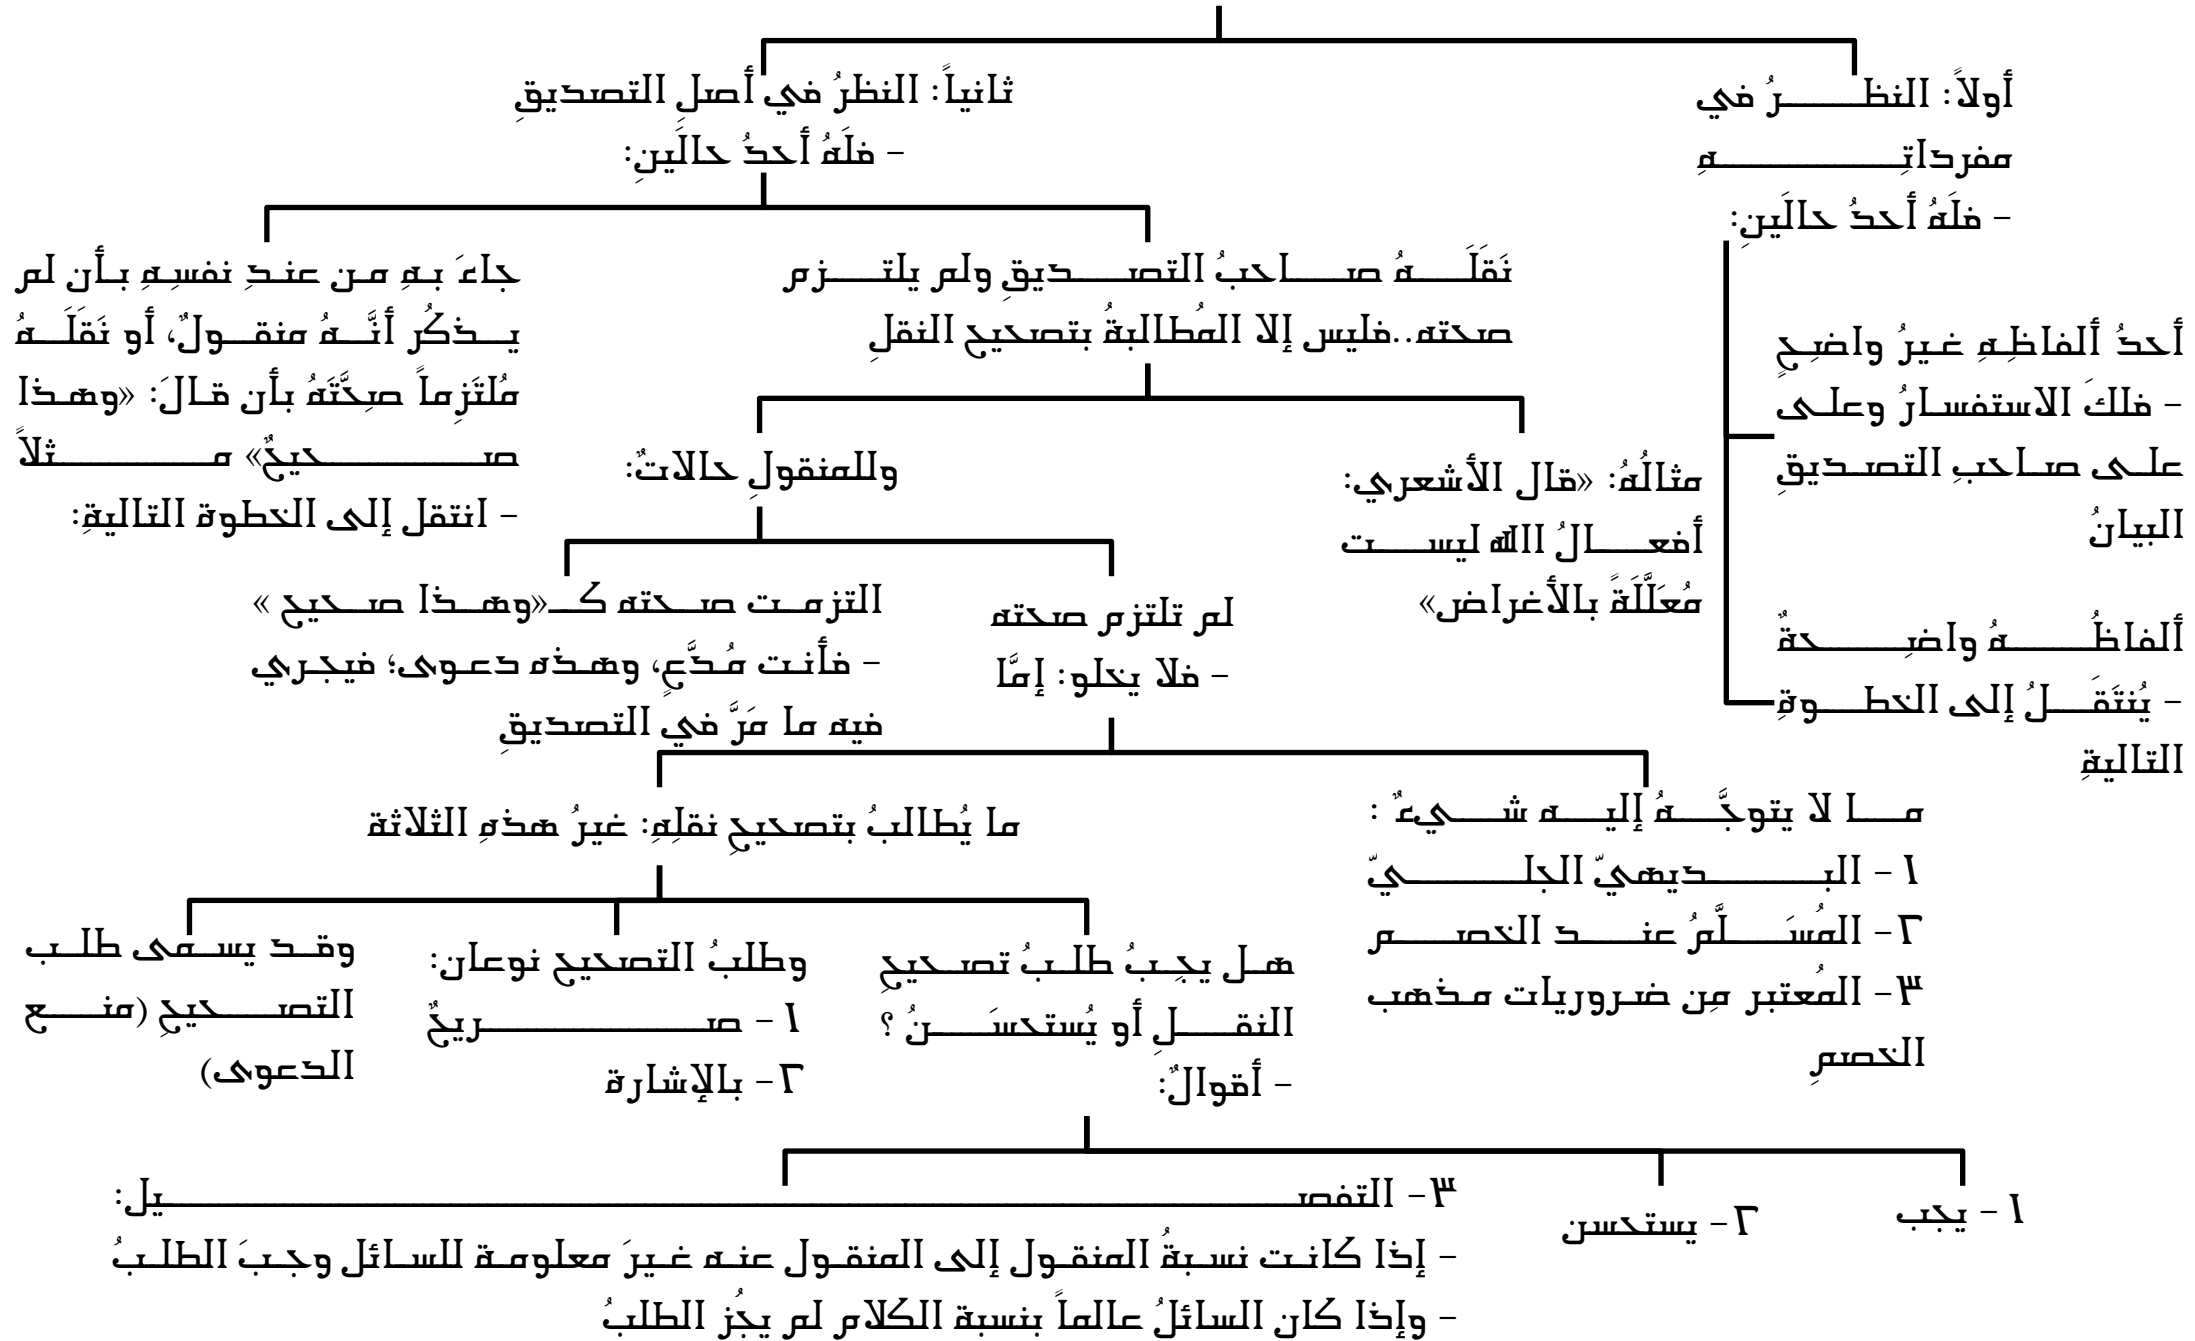 أولاً: النظرُ في
مفرداتِهِ
- فلَهُ أحدُ حالَينِ:
أحدُ ألفاظِهِ غيرُ واضِحٍ
- فلكَ الاستفسارُ وعلى
على صاحبِ التصديقِ
البيانُ
ألفاظُهُ واضِحةٌ
- يُنتَقَلُ إلى الخطوةِ
التاليةِ
ثانياً: النظرُ في أصلِ التصديقِ
- فلَهُ أحدُ حالَينِ:
نَقَلَهُ صاحبُ التصديقِ ولم يلتزم
صحته..فليس إلا المُطالبةُ بتصحيح النقلِ
مثالُهُ: «قال الأشعري:
أفعالُ الله ليست
مُعَلَّلَةً بالأغراض»
وللمنقولِ حالاتٌ:
لم تلتزم صحته
- فلا يخلو: إمَّا
ما لا يتوجَّهُ إليه شيءٌ :
١- البديهيّ الجليّ
٢- المُسَلَّمُ عند الخصم
٣- المُعتبر مِن ضروريات مذهب
الخصمِ
ما يُطالبُ بتصحيحِ نقلِهِ: غيرُ هذهِ الثلاثة
هل يجِبُ طلبُ تصحيحِ
النقلِ أو يُستحسَنُ ؟
- أقوالٌ:
١- يجب
٢- يستحسن
٣- التفصيل:
- إذا كانت نسبةُ المنقول إلى المنقول عنه غيرَ معلومة للسائل وجبَ الطلبُ
- وإذا كان السائلُ عالماً بنسبة الكلام لم يجُز الطلبُ
وطلبُ التصحيح نوعان:
١- صريحٌ
٢- بالإشارة
وقد يسمى طلب
التصحيحِ (منع
الدعوى)
التزمت صحته كـ«وهذا صحيح »
- فأنت مُدَّعٍ، وهذه دعوى؛ فيجري
فيه ما مَرَّ في التصديقِ
جاءَ بهِ من عندِ نفسِهِ بأن لم
يذكُر أنَّهُ منقولٌ، أو نَقَلَهُ
مُلتَزِماً صِحَّتَهُ بأن قالَ: «وهذا
صحيحٌ» مثلاً
- انتقل إلى الخطوة التاليةِ: